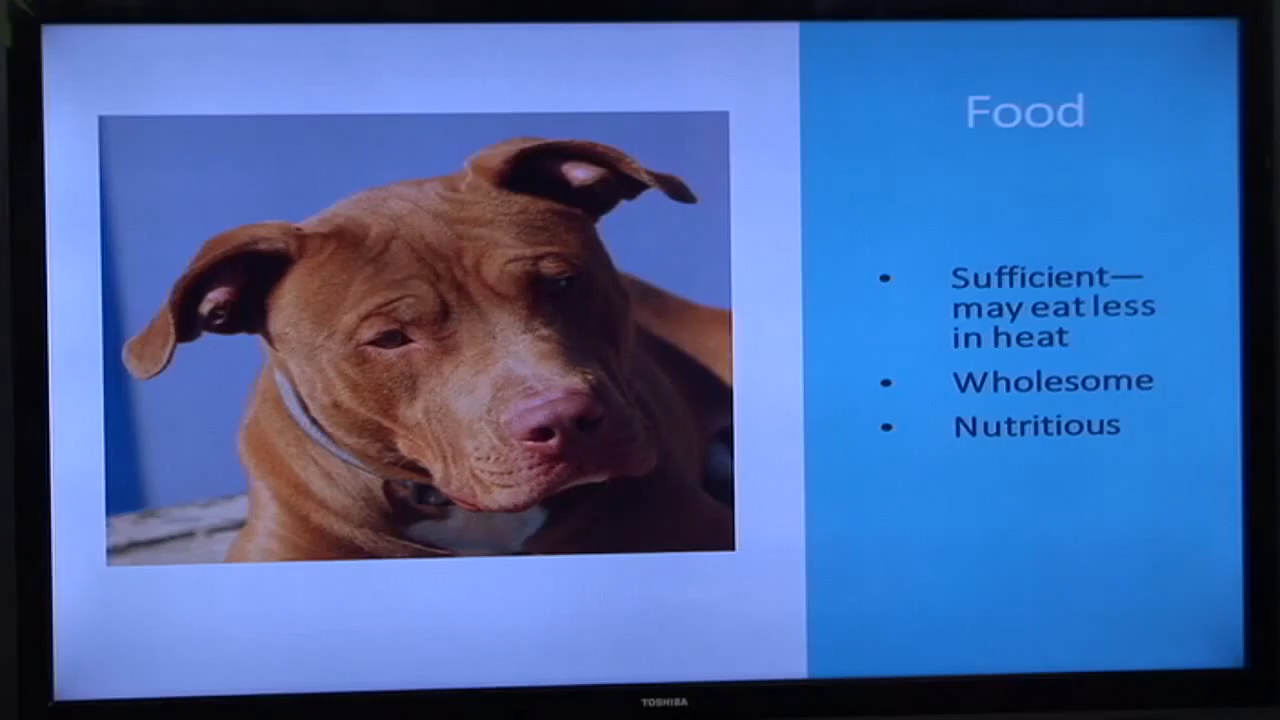 Food
• Sufficient—
may eat less
in heat
• Wholesome
• Nutritious
TOSHIBA